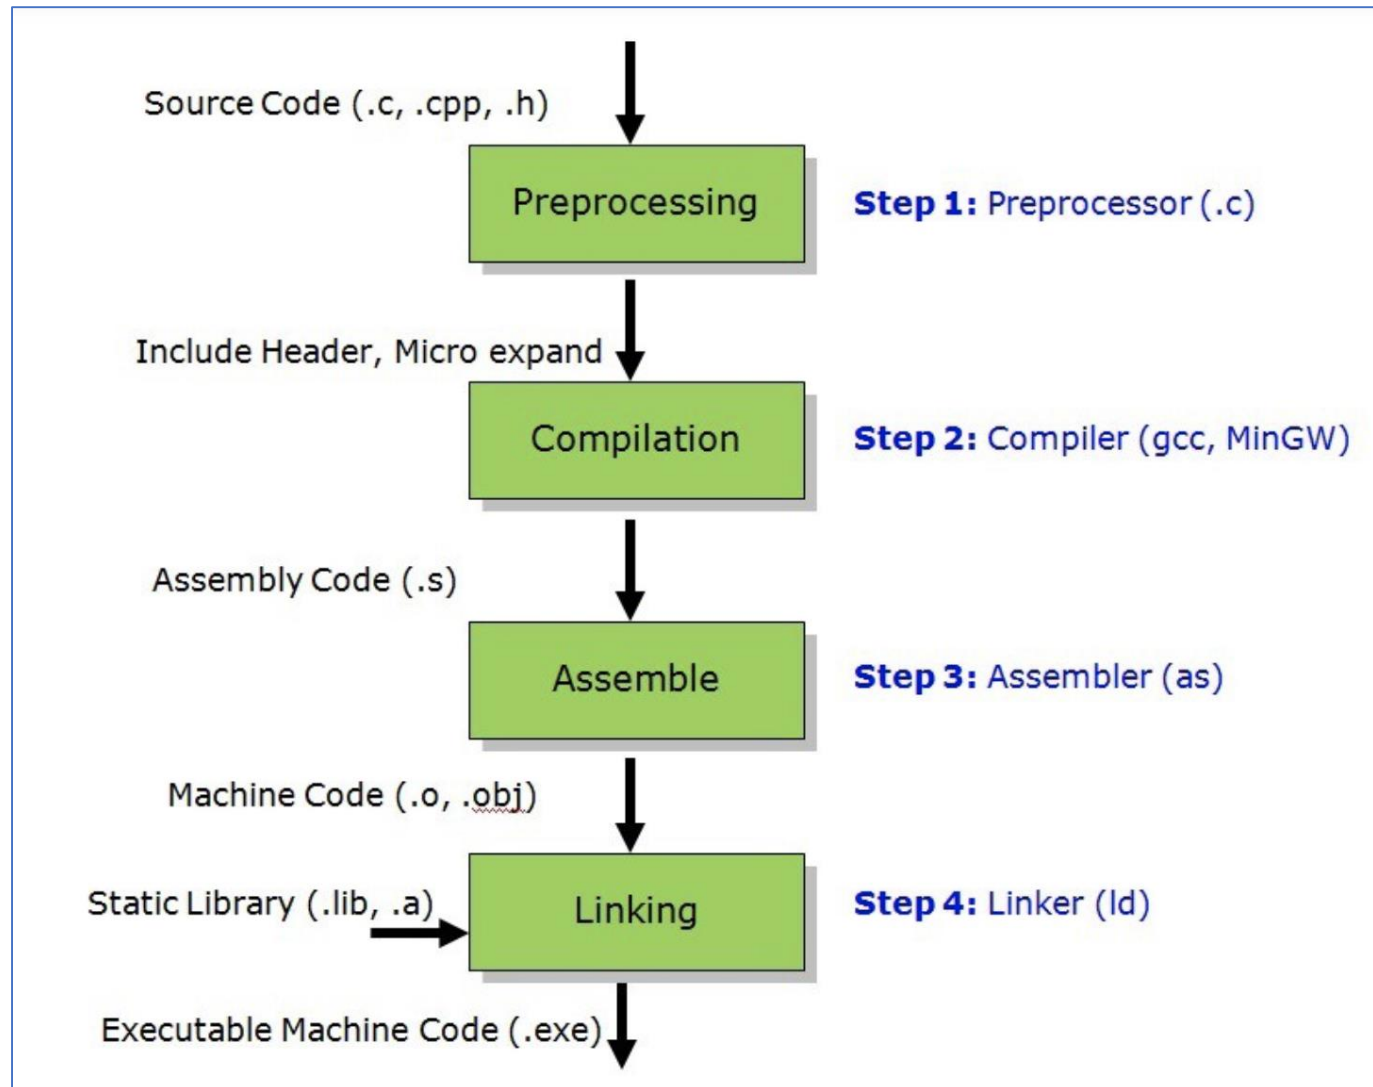 Source Code (.c, .cpp, .h)
Preprocessing
Step 1: Preprocessor (.c)
Include Header, Micro expand
Compilation
Step 2: Compiler (gcc, MinGW)
Assembly Code (.s)
Assemble
Step 3: Assembler (as)
Machine Code (.o, .obj)
Static Library (.lib, .a)
Linking
Step 4: Linker (ld)
Executable Machine Code (.exe)